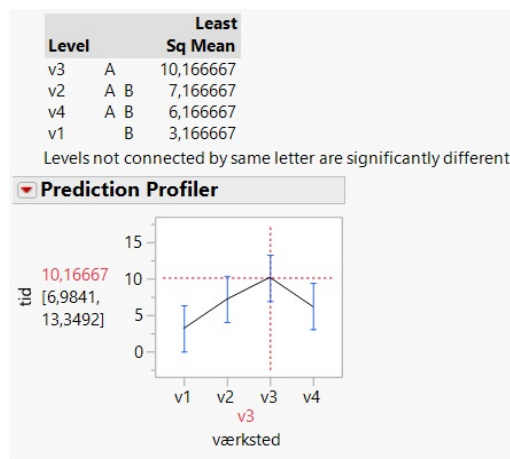 Least
Level Sq Mean
v3 A 10,166667
v2 A B 7,166667
v4 A B 6,166667
v1 B 3,166667
Levels not connected by same letter are significantly different
Prediction Profiler
15
10
5
0
tid
10,16667
[6,9841,
13,3492]
v1 v2 v3 v4
v3
værksted